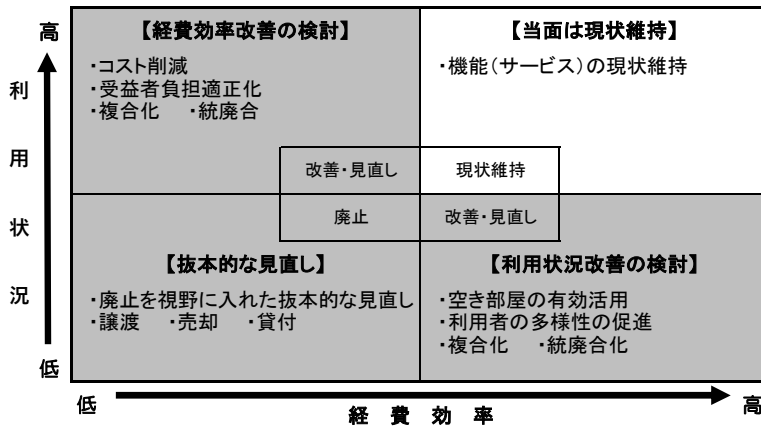 高
利
用
状
況
低
【経費効率改善の検討】
・コスト削減
・受益者負担適正化
・複合化　・統廃合
【当面は現状維持】
・機能（サービス）の現状維持
改善・見直し
現状維持
廃止
改善・見直し
【抜本的な見直し】
・廃止を視野に入れた抜本的な見直し
・譲渡　・売却　・貸付
【利用状況改善の検討】
・空き部屋の有効活用
・利用者の多様性の促進
・複合化　・統廃合化
低
高
経　費　効　率